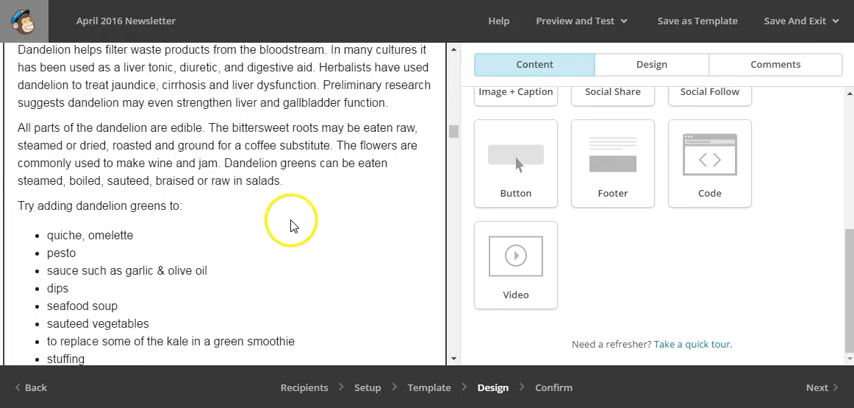 April 2016 Newsletter
Help
Preview and Test
Save as Template
Save And Exit
Dandelion helps filter waste products from the bloodstream. In many cultures it
has been used as a liver tonic, diuretic, and digestive aid. Herbalists have used
dandelion to treat jaundice, cirrhosis and liver dysfunction. Preliminary research
suggests dandelion may even strengthen liver and gallbladder function.
All parts of the dandelion are edible. The bittersweet roots may be eaten raw,
steamed or dried, roasted and ground for a coffee substitute. The flowers are
commonly used to make wine and jam. Dandelion greens can be eaten
steamed, boiled, sauteed, braised or raw in salads.
Try adding dandelion greens to:
quiche, omelette
pesto
sauce such as garlic & olive oil
dips
seafood soup
sauteed vegetables
to replace some of the kale in a green smoothie
stuffing
Content
Design
Comments
Image + Caption
Social Share
Social Follow
Button
Footer
Code
Video
Need a refresher? Take a quick tour.
Back
Recipients
Setup
Template
Design
Confirm
Next